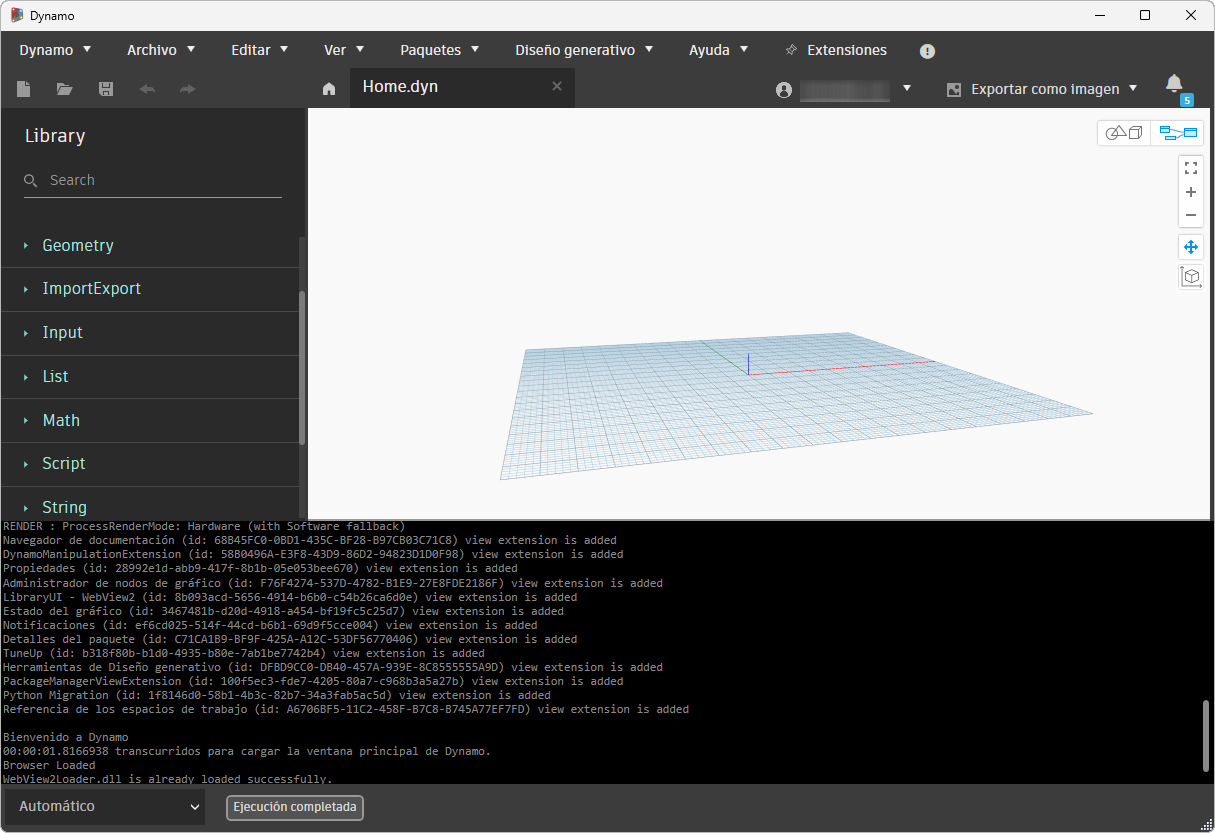 Dynamo
Dynamo Archivo Editar Ver Paquetes Diseño generativo Ayuda Extensiones
Home.dyn
Exportar como imagen
5
Library
Search
Geometry
ImportExport
Input
List
Math
Script
String
RENDER : ProcessRenderMode: Hardware (with Software fallback)
Navegador de documentación (id: 68B45FC0-0BD1-435C-BF28-B97CB03C71C8) view extension is added
DynamoManipulationExtension (id: 58B0496A-E3F8-43D9-86D2-94823D1D0F98) view extension is added
Propiedades (id: 28992e1d-abb9-417f-8b1b-05e053bee670) view extension is added
Administrador de nodos de gráfico (id: F76F4274-537D-4782-B1E9-27E8FDE2186F) view extension is added
LibraryUI - WebView2 (id: 8b093acd-5656-4914-b6b0-c54b26ca6d0e) view extension is added
Estado del gráfico (id: 3467481b-d20d-4918-a454-bf19fc5c25d7) view extension is added
Notificaciones (id: ef6cd025-514f-44cd-b6b1-69d9f5cce004) view extension is added
Detalles del paquete (id: C71CA1B9-BF9F-425A-A12C-53DF56770406) view extension is added
TuneUp (id: b318f80b-b1d0-4935-b80e-7ab1be7742b4) view extension is added
Herramientas de Diseño generativo (id: DFBD9CC0-DB40-457A-939E-8C8555555A9D) view extension is added
PackageManagerViewExtension (id: 100f5ec3-fde7-4205-80a7-c968b3a5a27b) view extension is added
Python Migration (id: 1f8146d0-58b1-4b3c-82b7-34a3fab5ac5d) view extension is added
Referencia de los espacios de trabajo (id: A6706BF5-11C2-458F-B7C8-B745A77EF7FD) view extension is added
Bienvenido a Dynamo
00:00:01.8166938 transcurridos para cargar la ventana principal de Dynamo.
Browser Loaded
WebView2Loader.dll is already loaded successfully.
Automático
Ejecución completada